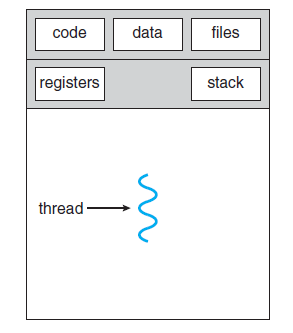 code data files
registers stack
thread